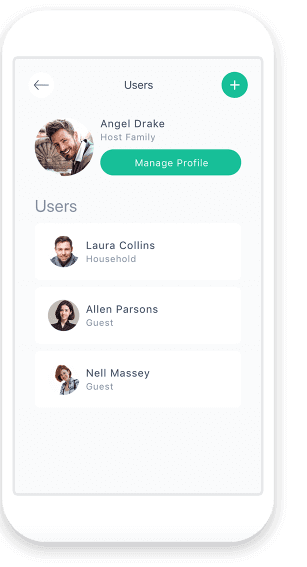 Users
Angel Drake
Host Family
Manage Profile
Users
Laura Collins
Household
Allen Parsons
Guest
Nell Massey
Guest